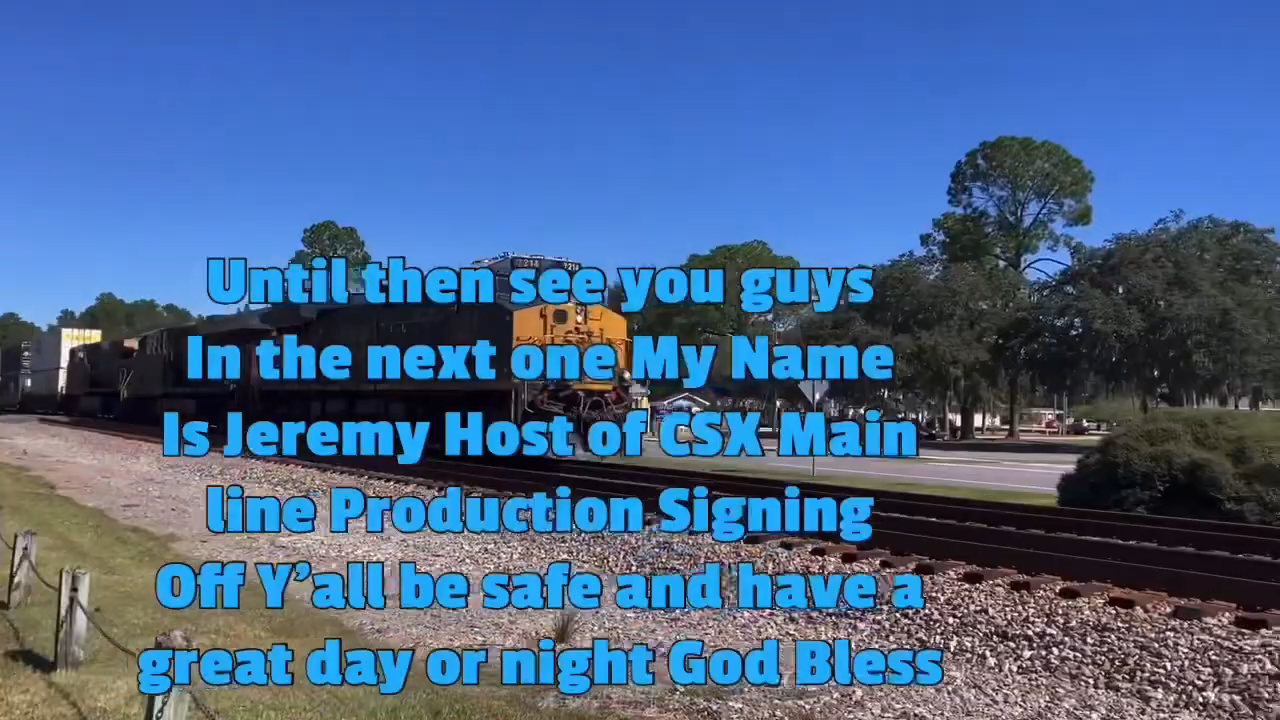 Until then see you guys
In the next one My Name
Is Jeremy Host of CSX Main
line Production Signing
Off Y'all be safe and have a
great day or night God Bless